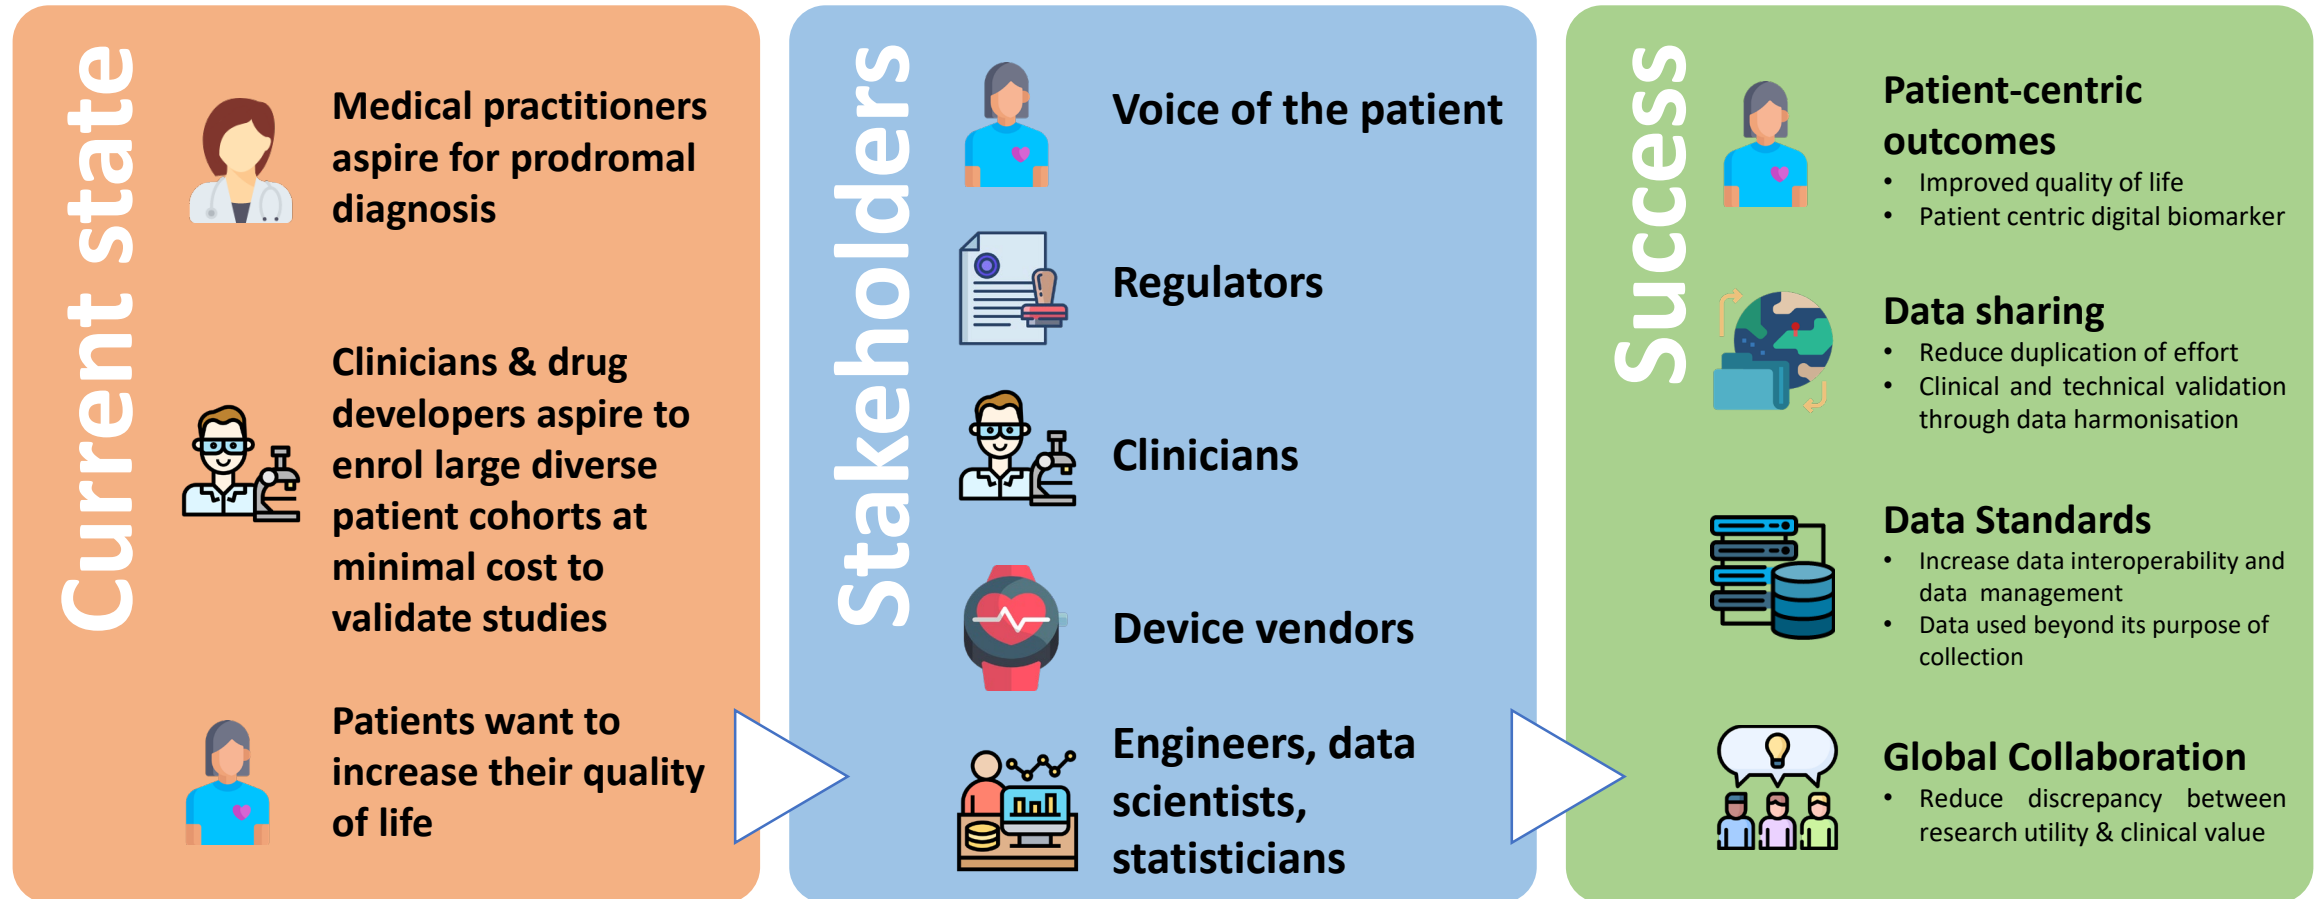 Current state
Medical practitioners
aspire for prodromal
diagnosis
Clinicians & drug
developers aspire to
enrol large diverse
patient cohorts at
minimal cost to
validate studies
Patients want to
increase their quality
of life
Stakeholders
Voice of the patient
Regulators
Clinicians
Device vendors
Engineers, data
scientists,
statisticians
Success
Patient-centric
outcomes
• Improved quality of life
• Patient centric digital biomarker
Data sharing
• Reduce duplication of effort
• Clinical and technical validation
through data harmonisation
Data Standards
• Increase data interoperability and
data management
• Data used beyond its purpose of
collection
Global Collaboration
• Reduce discrepancy between
research utility & clinical value